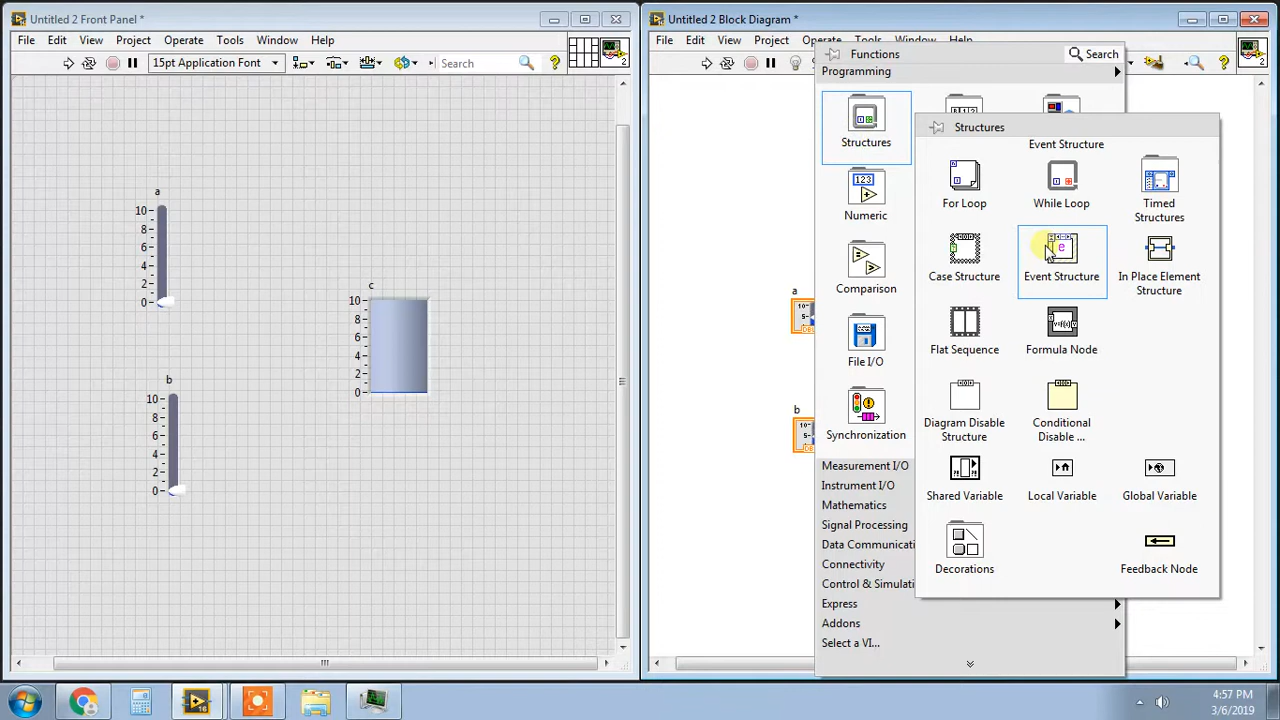 Untitled 2 Front Panel *
File Edit View Project Operate Tools Window Help
15pt Application Font
Search
a
10
8
6
4
2
0
b
10
8
6
4
2
0
c
10
8
6
4
2
0
Untitled 2 Block Diagram *
File Edit View Project Operate Tools Window Help
a
b
Functions
Search
Programming
Structures
Numeric
Comparison
File I/O
Synchronization
Measurement I/O
Instrument I/O
Mathematics
Signal Processing
Data Communicati
Connectivity
Control & Simulati
Express
Addons
Select a VI...
Structures
Event Structure
For Loop
While Loop
Timed Structures
Case Structure
Event Structure
In Place Element Structure
Flat Sequence
Formula Node
Diagram Disable Structure
Conditional Disable ...
Shared Variable
Local Variable
Global Variable
Decorations
Feedback Node
4:57 PM
3/6/2019